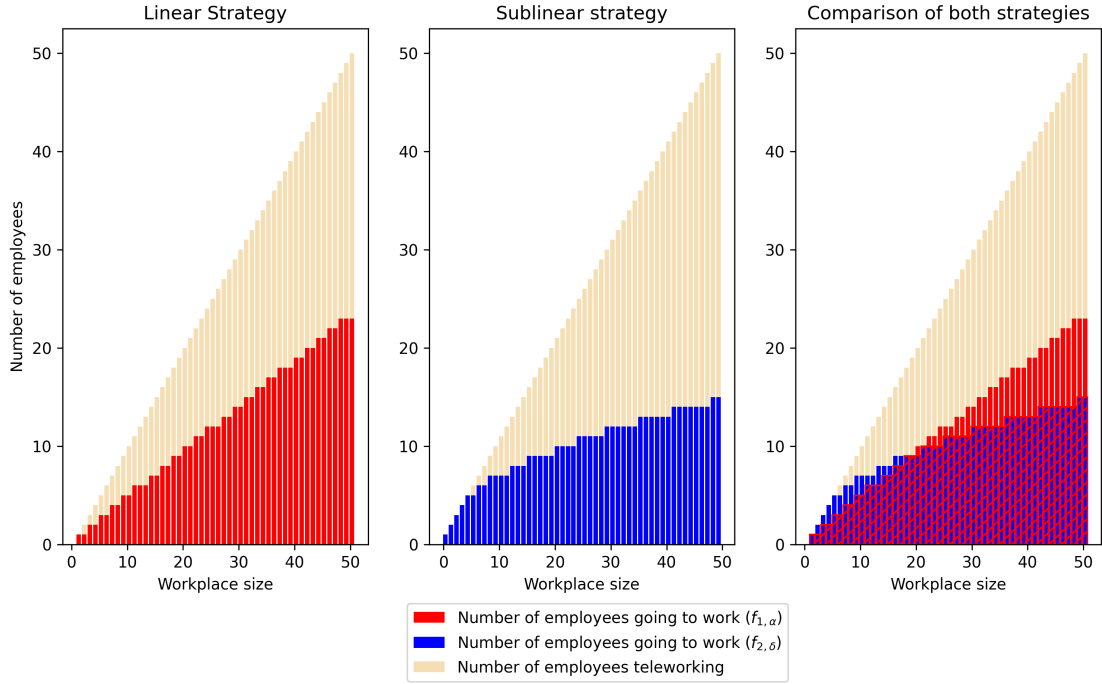 Linear Strategy
Sublinear strategy
Comparison of both strategies
Number of employees
50
40
30
20
10
0
50
40
30
20
10
0
50
40
30
20
10
0
0 10 20 30 40 50
0 10 20 30 40 50
0 10 20 30 40 50
Workplace size
Workplace size
Workplace size
Number of employees going to work (f1,α)
Number of employees going to work (f2,δ)
Number of employees teleworking